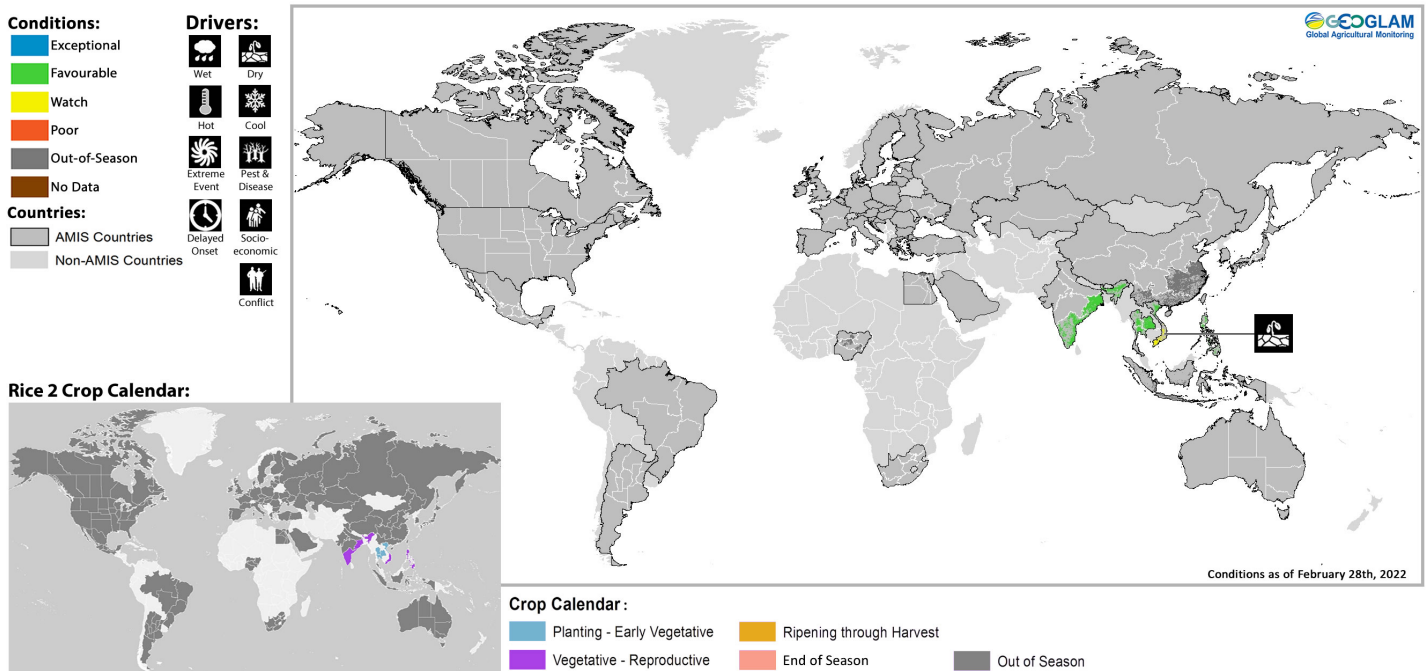 Conditions:
Exceptional
Favourable
Watch
Poor
Out-of-Season
No Data
Countries:
AMIS Countries
Non-AMIS Countries
Drivers:
Wet
Dry
Hot
Cool
Extreme
Event
Pest &
Disease
Delayed
Onset
Socio-
economic
Conflict
GEOGLAM
Global Agricultural Monitoring
Conditions as of February 28th, 2022
Rice 2 Crop Calendar:
Crop Calendar :
Planting - Early Vegetative
Ripening through Harvest
Vegetative - Reproductive
End of Season
Out of Season